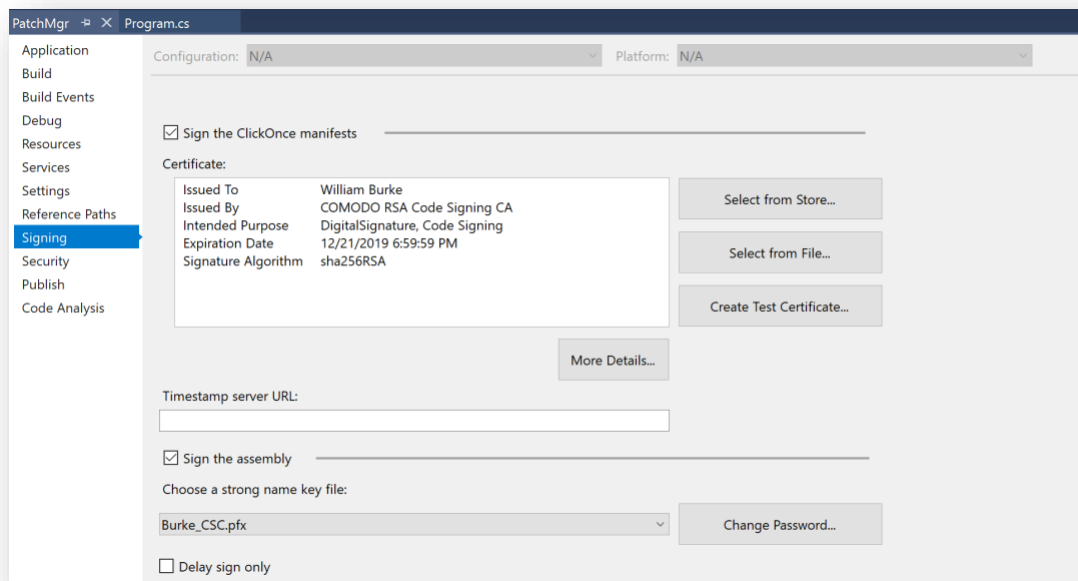 PatchMgr Program.cs
Application
Build
Build Events
Debug
Resources
Services
Settings
Reference Paths
Signing
Security
Publish
Code Analysis
Configuration: N/A Platform: N/A
Sign the ClickOnce manifests
Certificate:
Issued To William Burke
Issued By COMODO RSA Code Signing CA
Intended Purpose DigitalSignature, Code Signing
Expiration Date 12/21/2019 6:59:59 PM
Signature Algorithm sha256RSA
Select from Store...
Select from File...
Create Test Certificate...
More Details...
Timestamp server URL:
Sign the assembly
Choose a strong name key file:
Burke_CSC.pfx
Change Password...
Delay sign only